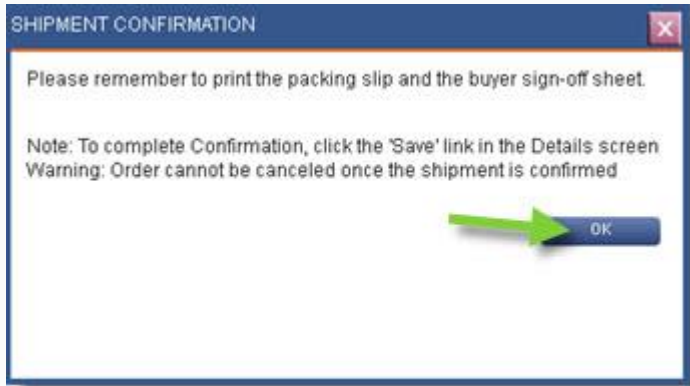 SHIPMENT CONFIRMATION
Please remember to print the packing slip and the buyer sign-off sheet.
Note: To complete Confirmation, click the 'Save' link in the Details screen
Warning: Order cannot be canceled once the shipment is confirmed
OK